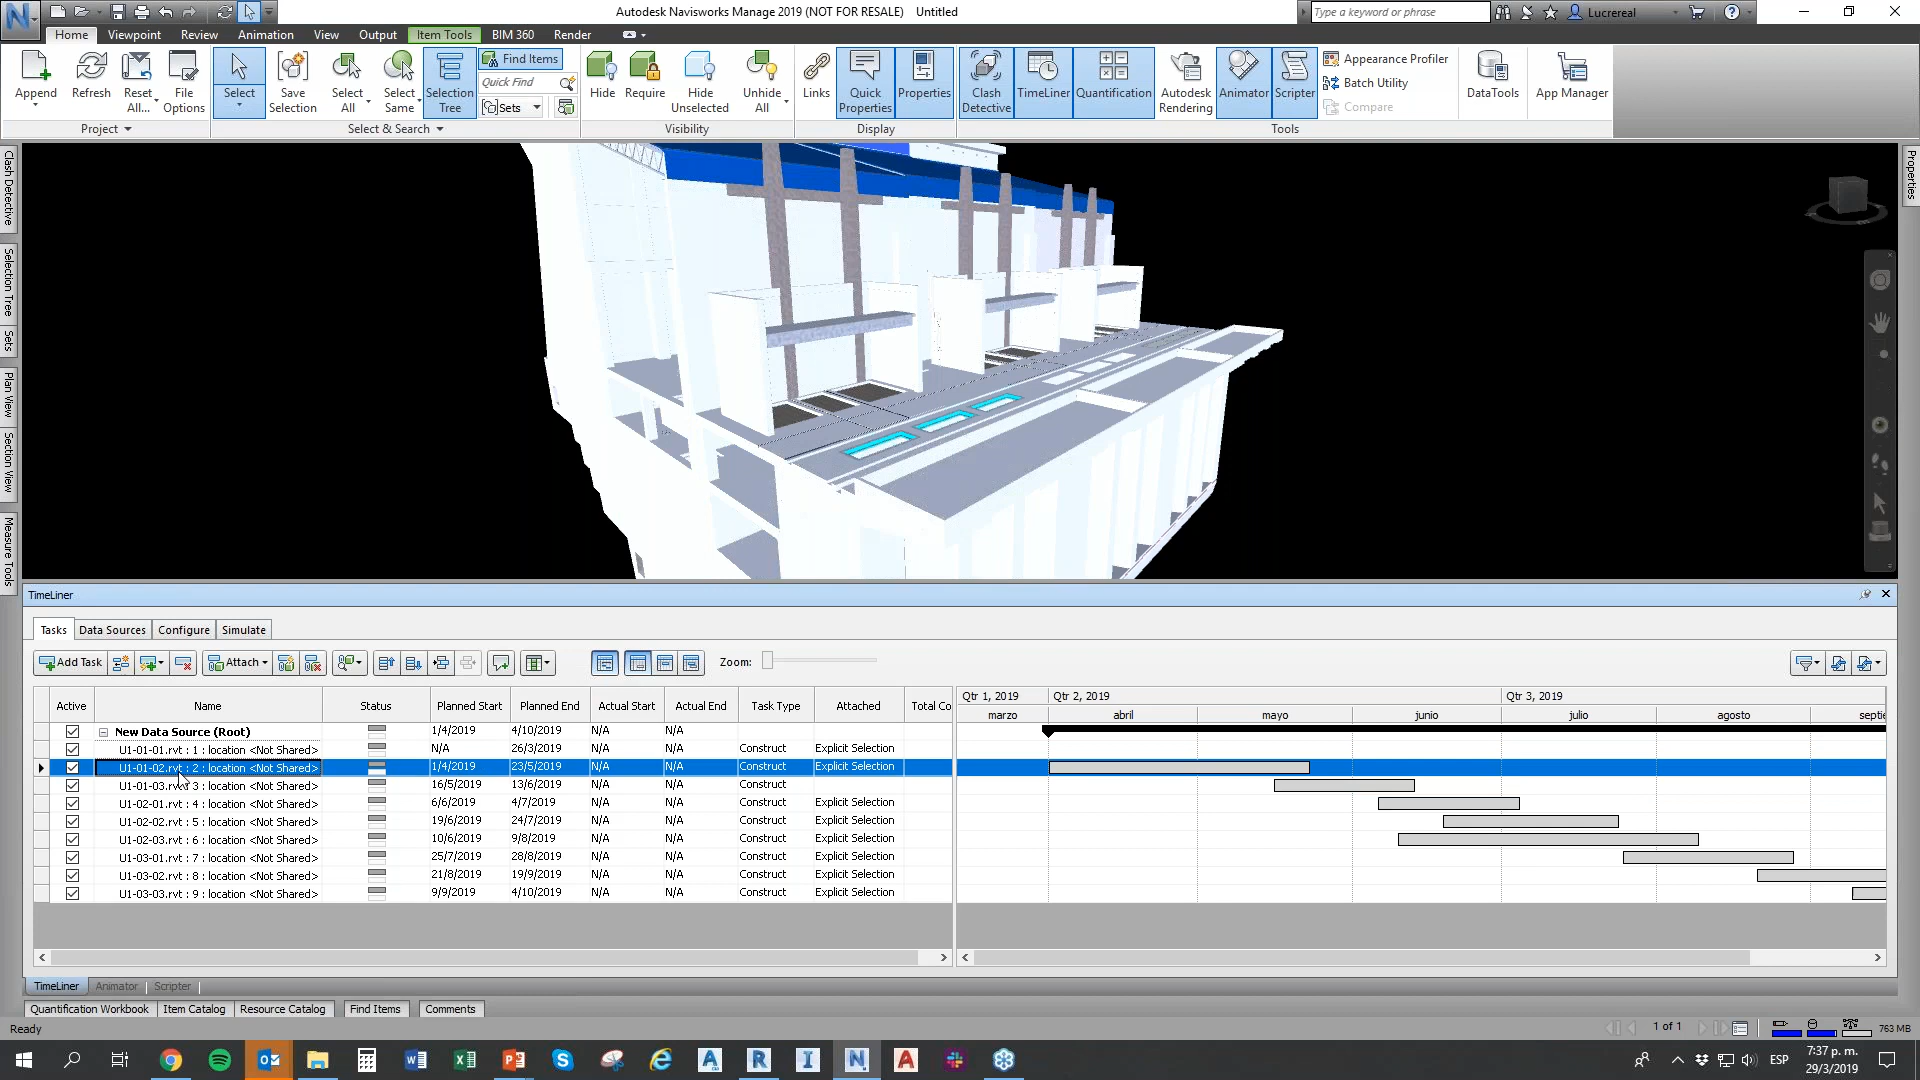 Autodesk Navisworks Manage 2019 (NOT FOR RESALE) Untitled
Type a keyword or phrase
Lucrereal
Home Viewpoint Review Animation View Output Item Tools BIM 360 Render
Append Refresh Reset All... File Options
Select Save Selection Select All Select Same Selection Tree
Find Items
Quick Find
Sets
Hide Require Hide Unselected Unhide All
Links Quick Properties Properties
Clash Detective TimeLiner Quantification Autodesk Rendering Animator Scripter
Appearance Profiler
Batch Utility
Compare
DataTools App Manager
Project Select & Search Visibility Display Tools
Clash Detective
Selection Tree
Sets
Plan View
Section View
Measure Tools
Properties
TimeLiner
Tasks Data Sources Configure Simulate
Add Task Attach Zoom:
Active Name Status Planned Start Planned End Actual Start Actual End Task Type Attached Total Co
Qtr 1, 2019 Qtr 2, 2019 Qtr 3, 2019
marzo abril mayo junio julio agosto septie
New Data Source (Root) 1/4/2019 4/10/2019 N/A N/A
U1-01-01.rvt : 1 : location <Not Shared> N/A 26/3/2019 N/A N/A Construct Explicit Selection
U1-01-02.rvt : 2 : location <Not Shared> 1/4/2019 23/5/2019 N/A N/A Construct Explicit Selection
U1-01-03.rvt : 3 : location <Not Shared> 16/5/2019 13/6/2019 N/A N/A Construct
U1-02-01.rvt : 4 : location <Not Shared> 6/6/2019 4/7/2019 N/A N/A Construct Explicit Selection
U1-02-02.rvt : 5 : location <Not Shared> 19/6/2019 24/7/2019 N/A N/A Construct Explicit Selection
U1-02-03.rvt : 6 : location <Not Shared> 10/6/2019 9/8/2019 N/A N/A Construct Explicit Selection
U1-03-01.rvt : 7 : location <Not Shared> 25/7/2019 28/8/2019 N/A N/A Construct Explicit Selection
U1-03-02.rvt : 8 : location <Not Shared> 21/8/2019 19/9/2019 N/A N/A Construct Explicit Selection
U1-03-03.rvt : 9 : location <Not Shared> 9/9/2019 4/10/2019 N/A N/A Construct Explicit Selection
TimeLiner Animator Scripter
Quantification Workbook Item Catalog Resource Catalog Find Items Comments
Ready
1 of 1
763 MB
ESP
7:37 p. m.
29/3/2019